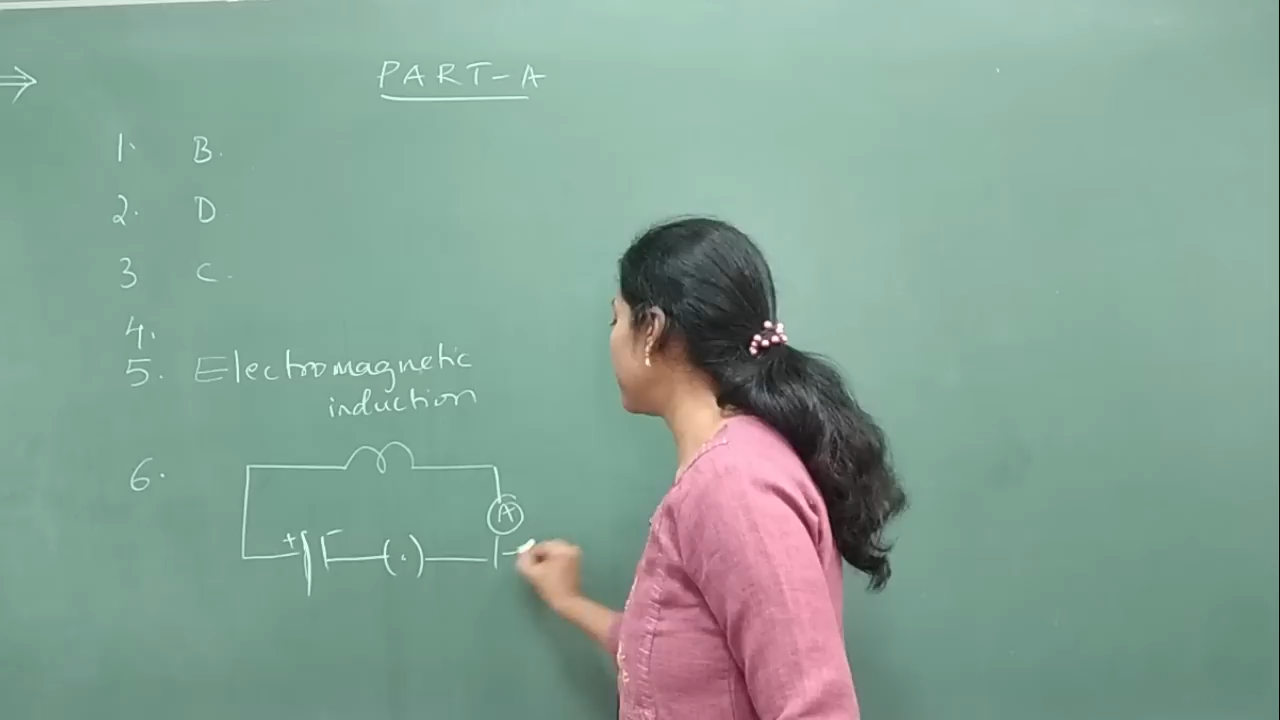 PART-A
1. B.
2. D.
3 C.
4.
5. Electromagnetic
induction
6.
A
+ -